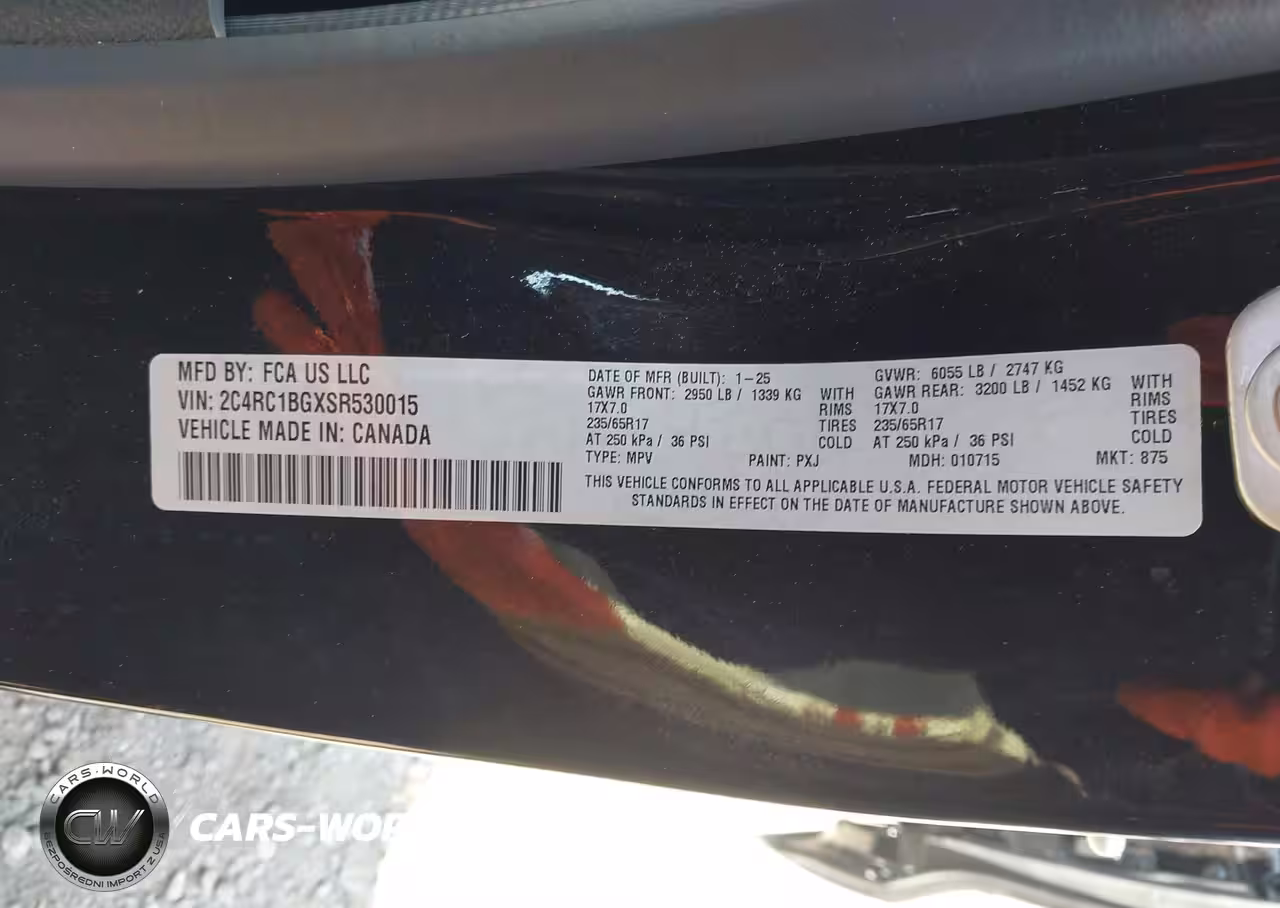 MFD BY: FCA US LLC
VIN: 2C4RC1BGXSR530015
VEHICLE MADE IN: CANADA
DATE OF MFR (BUILT): 1-25
GAWR FRONT: 2950 LB / 1339 KG WITH
17X7.0 RIMS
235/65R17 TIRES
AT 250 kPa / 36 PSI COLD
GVWR: 6055 LB / 2747 KG
GAWR REAR: 3200 LB / 1452 KG WITH
17X7.0 RIMS
235/65R17 TIRES
AT 250 kPa / 36 PSI COLD
TYPE: MPV PAINT: PXJ MDH: 010715 MKT: 875
THIS VEHICLE CONFORMS TO ALL APPLICABLE U.S.A. FEDERAL MOTOR VEHICLE SAFETY
STANDARDS IN EFFECT ON THE DATE OF MANUFACTURE SHOWN ABOVE.
CARS-WORLD
CW
BEZPOŚREDNI IMPORT Z USA
CARS-WOR